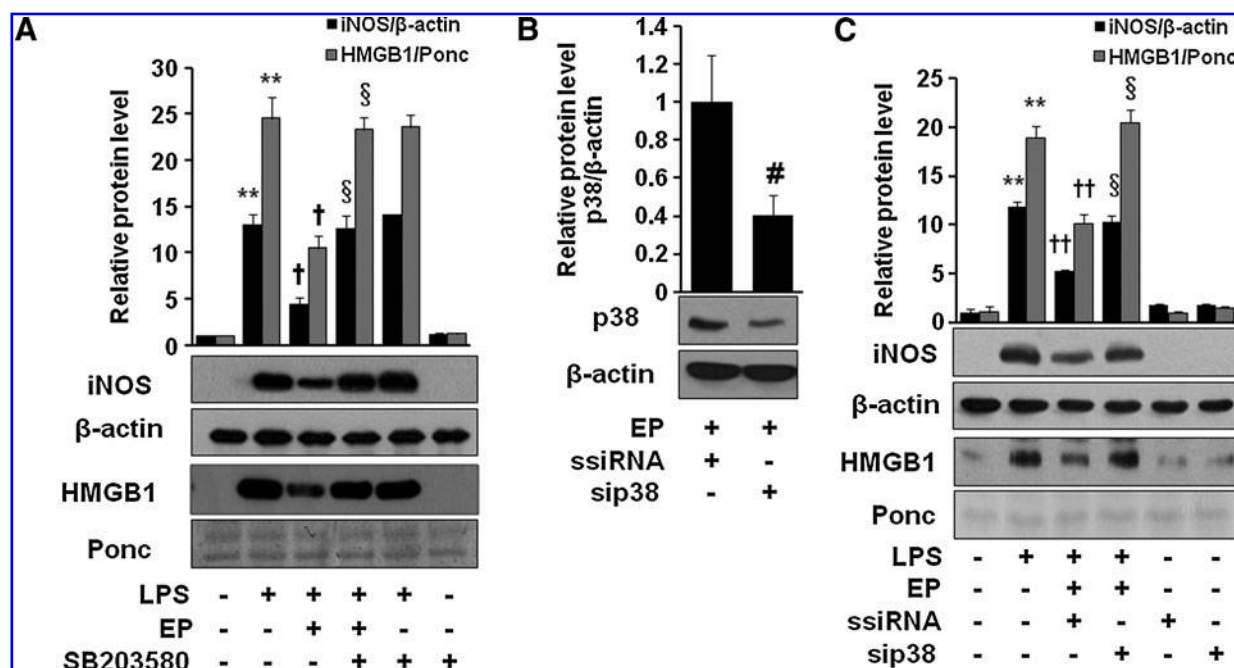 A
iNOS/β-actin
HMGB1/Ponc
Relative protein level
30
25
20
15
10
5
0
**
**
†
†
§
§
iNOS
β-actin
HMGB1
Ponc
LPS - + + + + -
EP - - + + - -
SB203580 - - - + + +
B
Relative protein level
p38/β-actin
1.4
1.2
1
0.8
0.6
0.4
0.2
0
#
p38
β-actin
EP + +
ssiRNA + -
sip38 - +
C
iNOS/β-actin
HMGB1/Ponc
Relative protein level
25
20
15
10
5
0
**
**
††
††
§
§
iNOS
β-actin
HMGB1
Ponc
LPS - + + + - -
EP - - + + - -
ssiRNA - - + - + -
sip38 - - - + - +